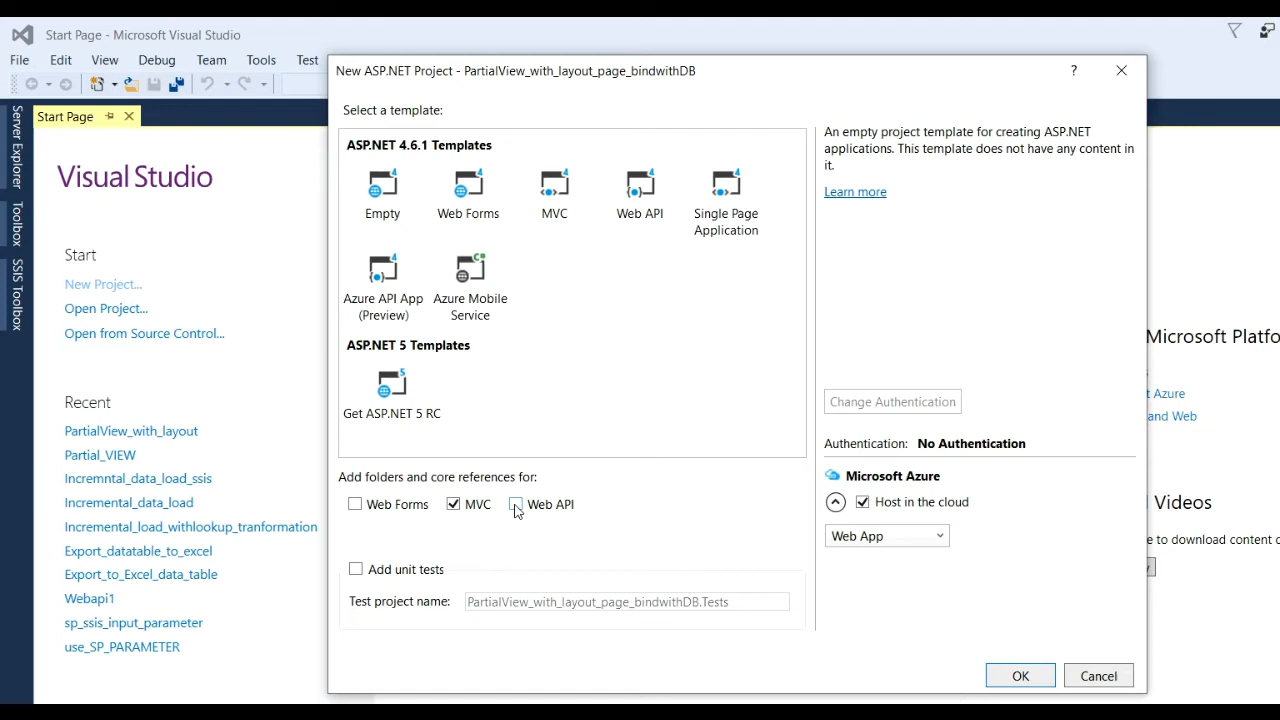 Start Page - Microsoft Visual Studio
File Edit View Debug Team Tools Test
Server Explorer
Toolbox
SSIS Toolbox
Start Page
Visual Studio
Start
New Project...
Open Project...
Open from Source Control...
Recent
PartialView_with_layout
Partial_VIEW
Incremntal_data_load_ssis
Incremental_data_load
Incremental_load_withlookup_tranformation
Export_datatable_to_excel
Export_to_Excel_data_table
Webapi1
sp_ssis_input_parameter
use_SP_PARAMETER
New ASP.NET Project - PartialView_with_layout_page_bindwithDB
?
Select a template:
ASP.NET 4.6.1 Templates
Empty
Web Forms
MVC
Web API
Single Page
Application
Azure API App
(Preview)
Azure Mobile
Service
ASP.NET 5 Templates
Get ASP.NET 5 RC
Add folders and core references for:
Web Forms MVC Web API
Add unit tests
Test project name: PartialView_with_layout_page_bindwithDB.Tests
An empty project template for creating ASP.NET
applications. This template does not have any content in
it.
Learn more
Change Authentication
Authentication: No Authentication
Microsoft Azure
Host in the cloud
Web App
OK Cancel
Microsoft Platfo
t Azure
and Web
Videos
e to download content